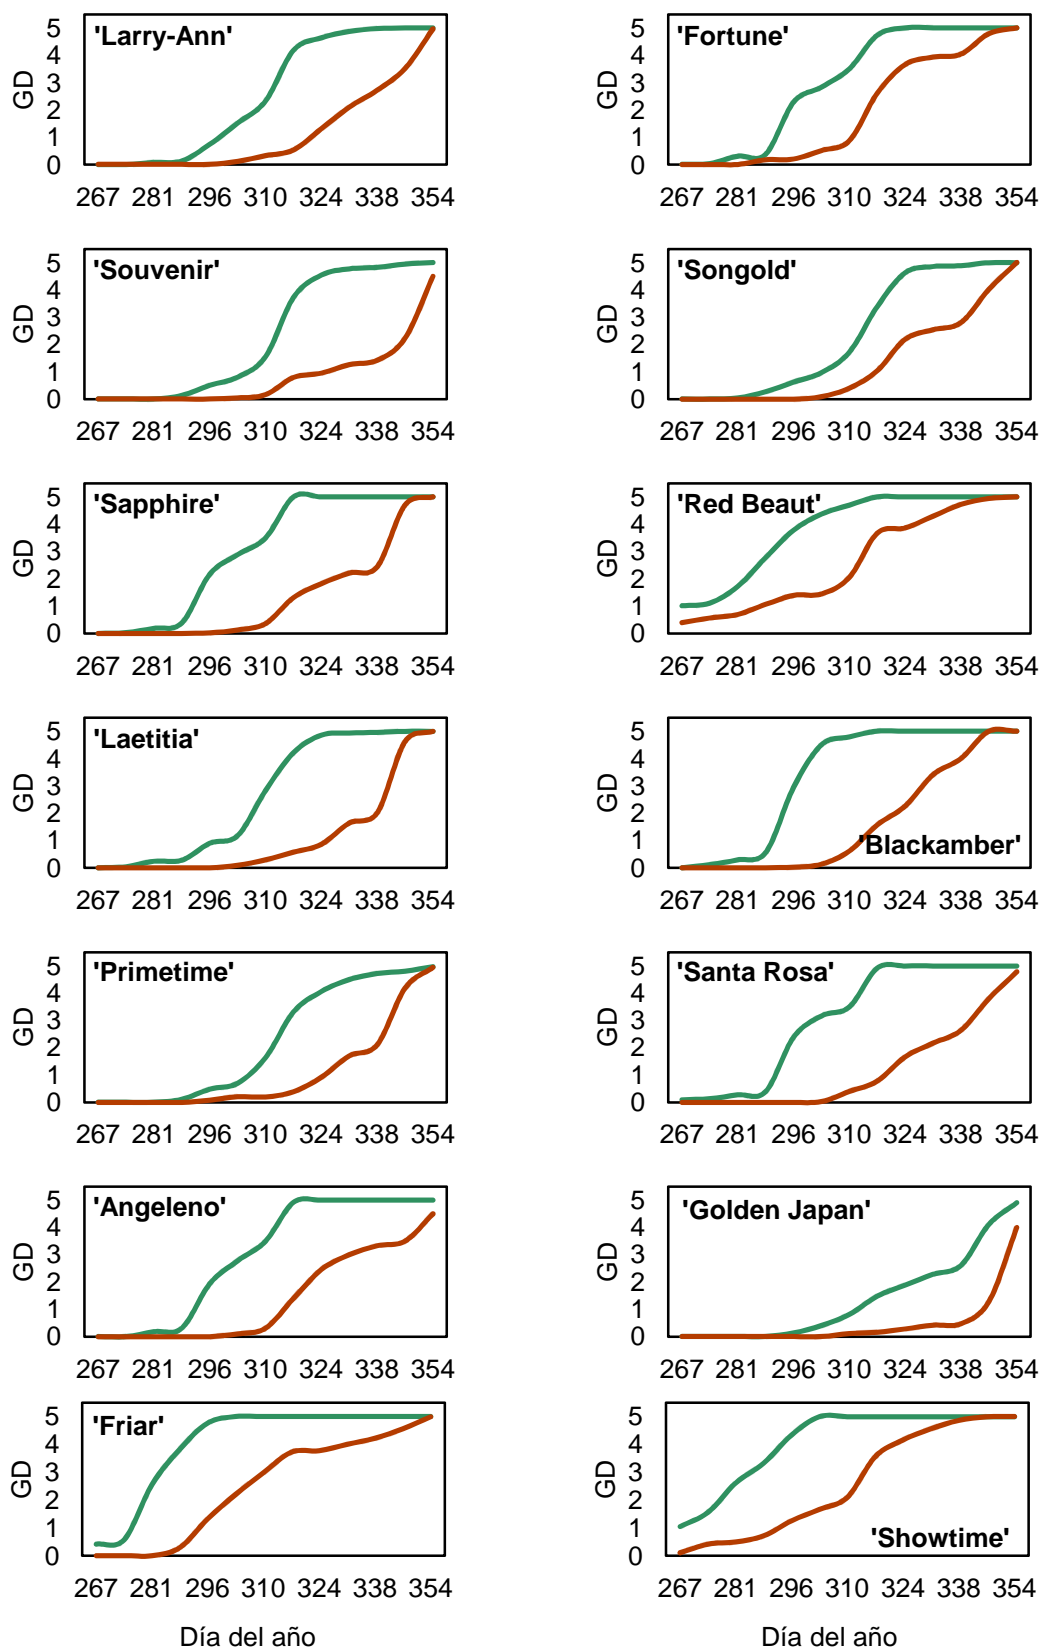 'Larry-Ann'
GD
5
4
3
2
1
0
267 281 296 310 324 338 354
'Fortune'
GD
5
4
3
2
1
0
267 281 296 310 324 338 354
'Souvenir'
GD
5
4
3
2
1
0
267 281 296 310 324 338 354
'Songold'
GD
5
4
3
2
1
0
267 281 296 310 324 338 354
'Sapphire'
GD
5
4
3
2
1
0
267 281 296 310 324 338 354
'Red Beaut'
GD
5
4
3
2
1
0
267 281 296 310 324 338 354
'Laetitia'
GD
5
4
3
2
1
0
267 281 296 310 324 338 354
'Blackamber'
GD
5
4
3
2
1
0
267 281 296 310 324 338 354
'Primetime'
GD
5
4
3
2
1
0
267 281 296 310 324 338 354
'Santa Rosa'
GD
5
4
3
2
1
0
267 281 296 310 324 338 354
'Angeleno'
GD
5
4
3
2
1
0
267 281 296 310 324 338 354
'Golden Japan'
GD
5
4
3
2
1
0
267 281 296 310 324 338 354
'Friar'
GD
5
4
3
2
1
0
267 281 296 310 324 338 354
Día del año
'Showtime'
GD
5
4
3
2
1
0
267 281 296 310 324 338 354
Día del año